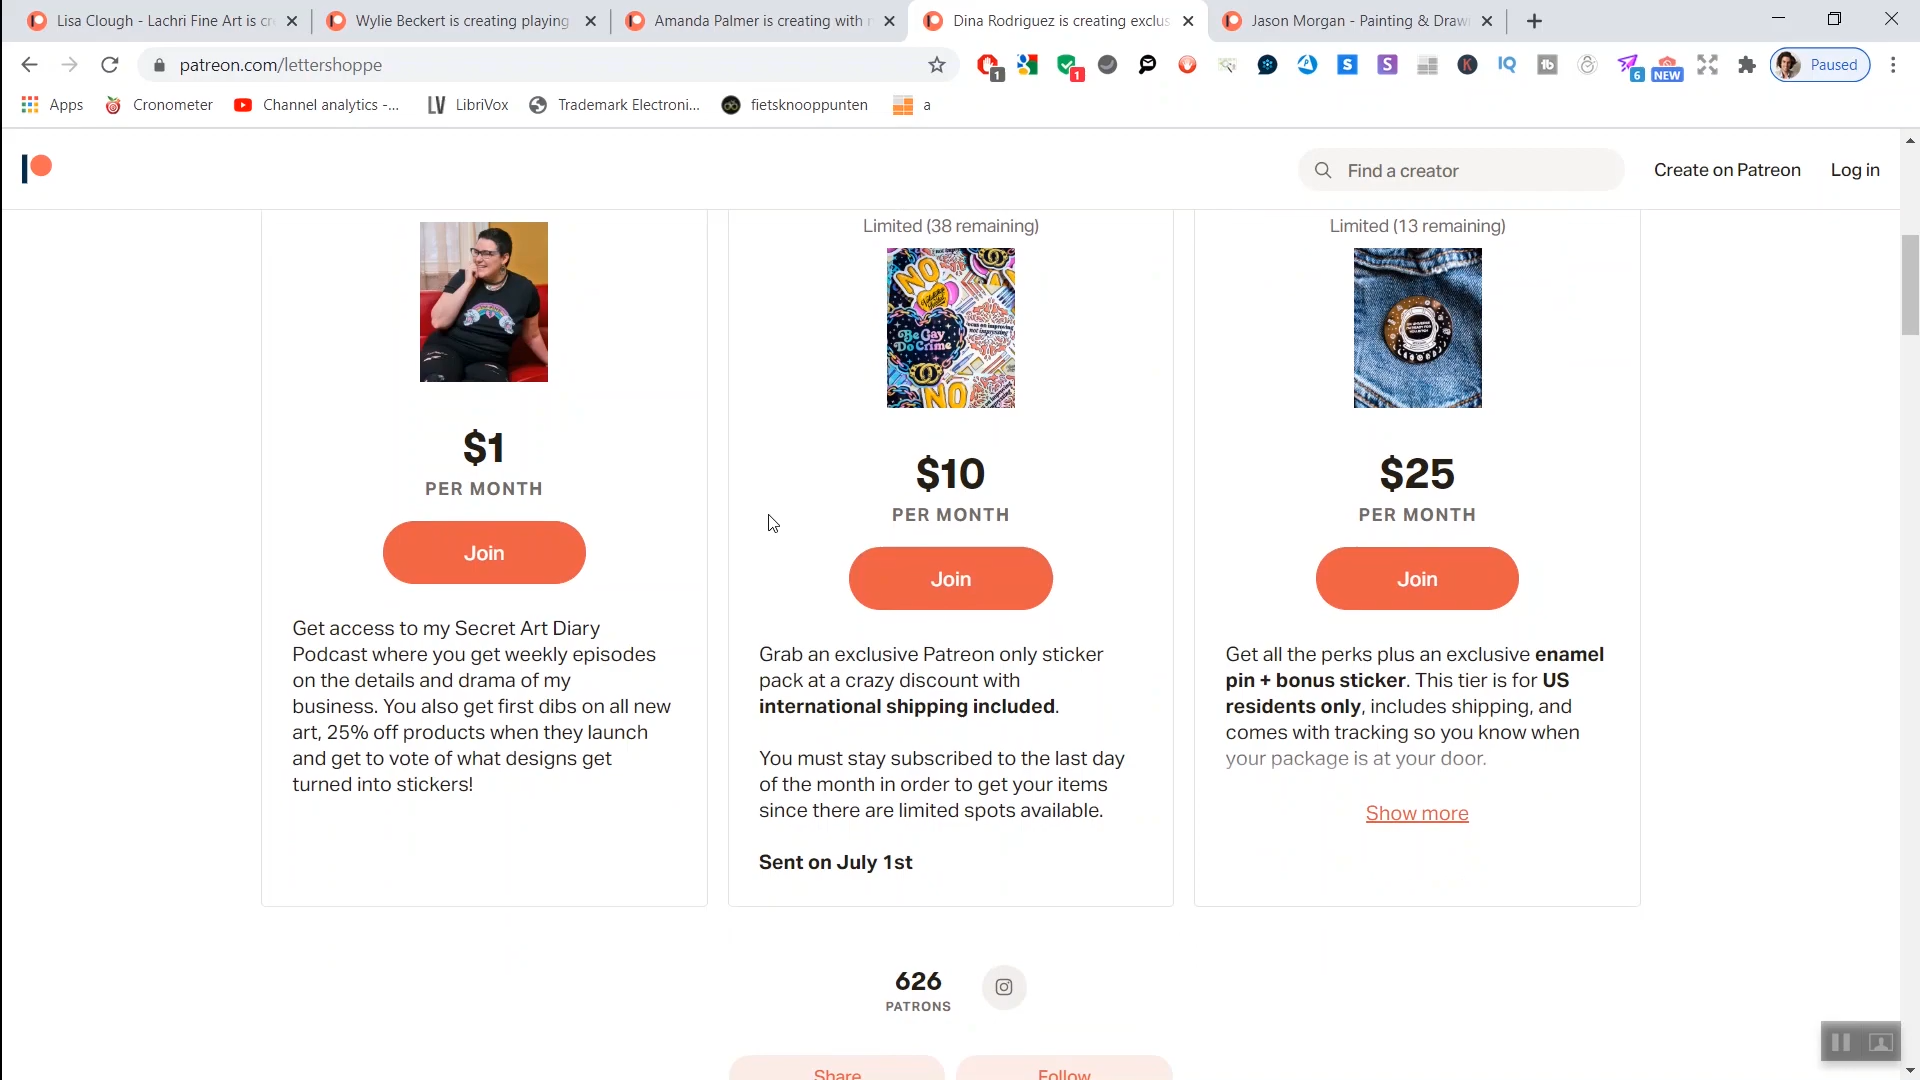 Lisa Clough - Lachri Fine Art is cr
Wylie Beckert is creating playing
Amanda Palmer is creating with
Dina Rodriguez is creating exclus
Jason Morgan - Painting & Draw
patreon.com/lettershoppe
1
1
6
NEW
Paused
Apps
Cronometer
Channel analytics -...
LibriVox
Trademark Electroni...
fietsknooppunten
a
Find a creator
Create on Patreon
Log in
$1
PER MONTH
Join
Get access to my Secret Art Diary
Podcast where you get weekly episodes
on the details and drama of my
business. You also get first dibs on all new
art, 25% off products when they launch
and get to vote of what designs get
turned into stickers!
Limited (38 remaining)
NO
Be Gay
Do Crime
NO
$10
PER MONTH
Join
Grab an exclusive Patreon only sticker
pack at a crazy discount with
international shipping included.
You must stay subscribed to the last day
of the month in order to get your items
since there are limited spots available.
Sent on July 1st
Limited (13 remaining)
$25
PER MONTH
Join
Get all the perks plus an exclusive enamel
pin + bonus sticker. This tier is for US
residents only, includes shipping, and
comes with tracking so you know when
your package is at your door.
Show more
626
PATRONS
Share
Follow